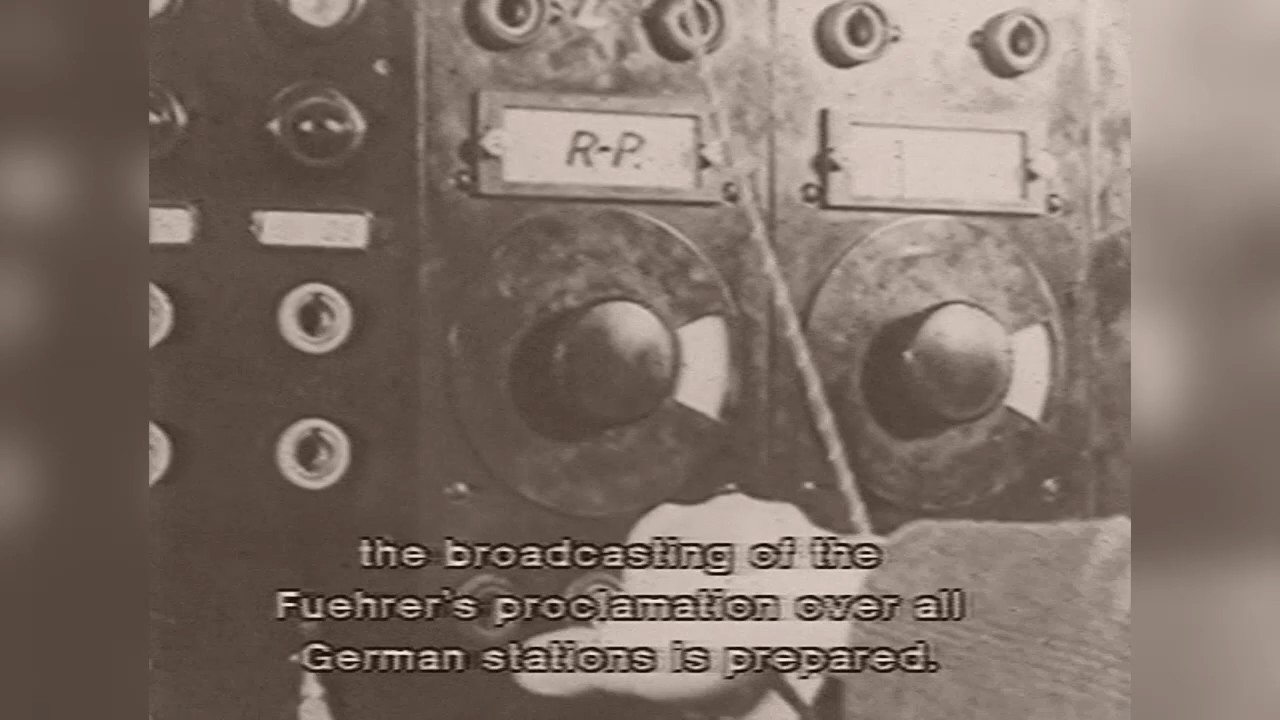 R-P.
the broadcasting of the
Fuehrer's proclamation over all
German stations is prepared.